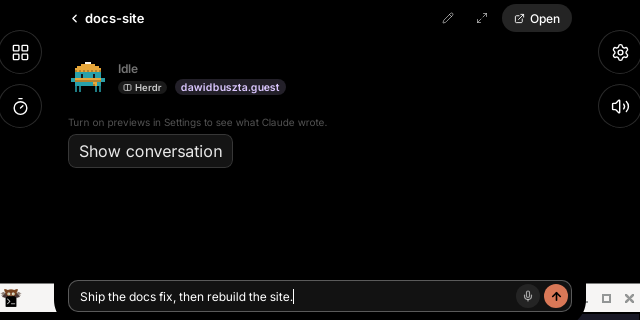 docs-site
Open
Idle
Herdr
dawidbuszta.guest
Turn on previews in Settings to see what Claude wrote.
Show conversation
Ship the docs fix, then rebuild the site.